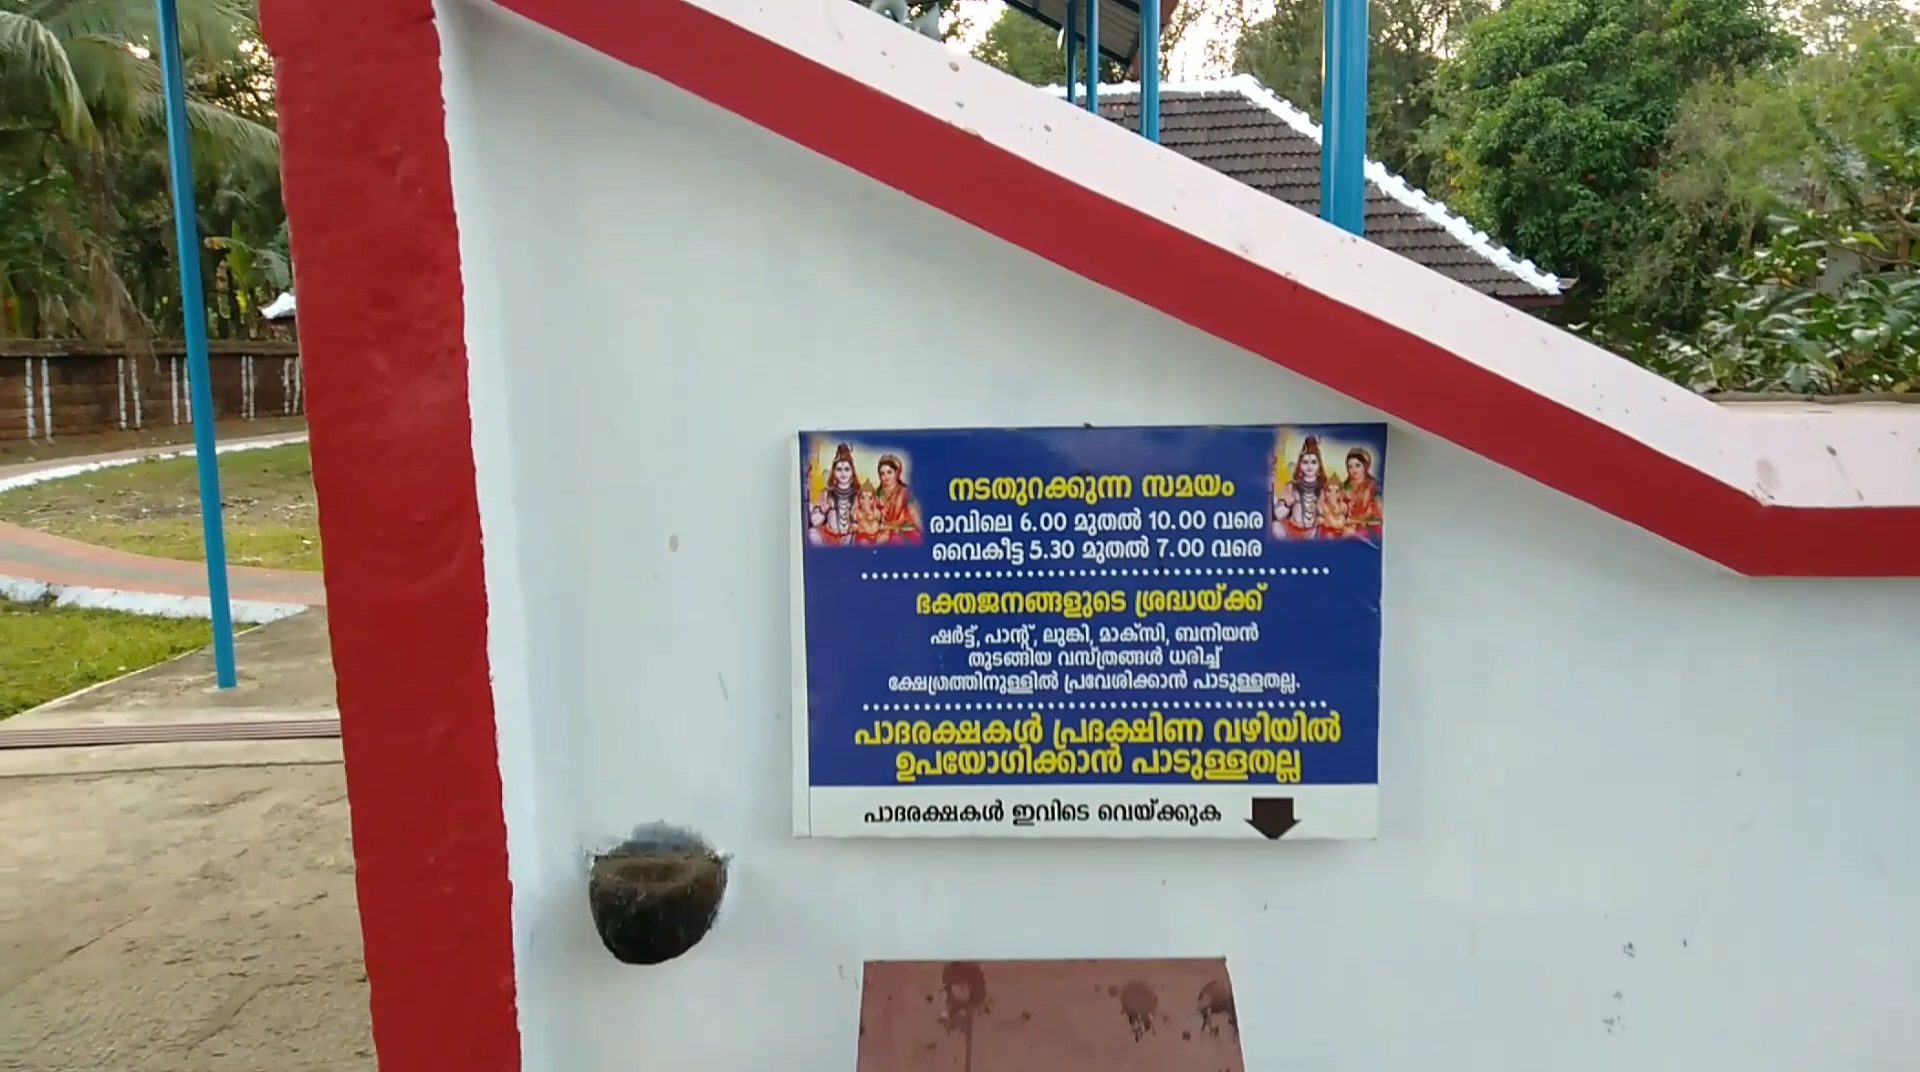 നടതുറക്കുന്ന സമയം
രാവിലെ 6.00 മുതൽ 10.00 വരെ
വൈകീട്ട 5.30 മുതൽ 7.00 വരെ
ഭക്തജനങ്ങളുടെ ശ്രദ്ധയ്ക്ക്
ഷർട്ട്, പാന്റ്, ലുങ്കി, മാക്സി, ബനിയൻ
തുടങ്ങിയ വസ്ത്രങ്ങൾ ധരിച്ച്
ക്ഷേത്രത്തിനുള്ളിൽ പ്രവേശിക്കാൻ പാടുള്ളതല്ല.
പാദരക്ഷകൾ പ്രദക്ഷിണ വഴിയിൽ
ഉപയോഗിക്കാൻ പാടുള്ളതല്ല
പാദരക്ഷകൾ ഇവിടെ വെയ്ക്കുക